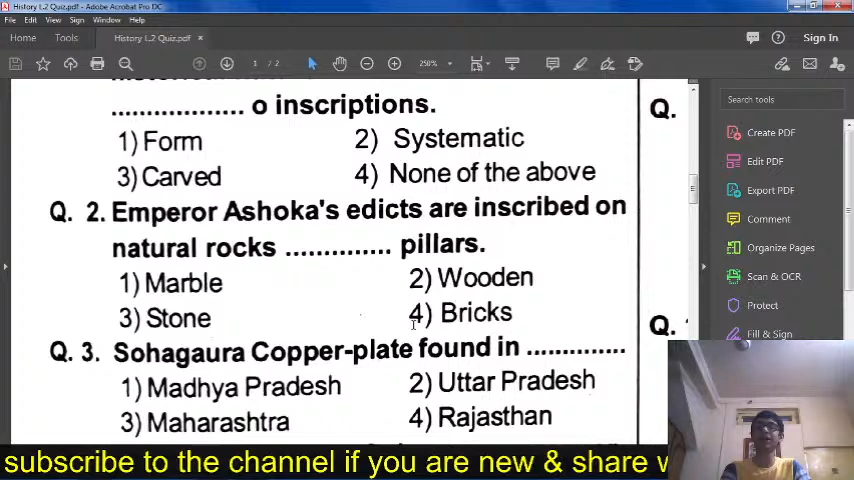 History L.2 Quiz.pdf - Adobe Acrobat Pro DC
File Edit View Sign Window Help
Home Tools History L.2 Quiz.pdf × Sign In
1 / 2 250%
.................. o inscriptions.
1) Form 2) Systematic
3) Carved 4) None of the above
Q. 2. Emperor Ashoka's edicts are inscribed on
natural rocks .............. pillars.
1) Marble 2) Wooden
3) Stone 4) Bricks
Q. 3. Sohagaura Copper-plate found in .............
1) Madhya Pradesh 2) Uttar Pradesh
3) Maharashtra 4) Rajasthan
Q.
Q.
Search tools
Create PDF
Edit PDF
Export PDF
Comment
Organize Pages
Scan & OCR
Protect
Fill & Sign
subscribe to the channel if you are new & share